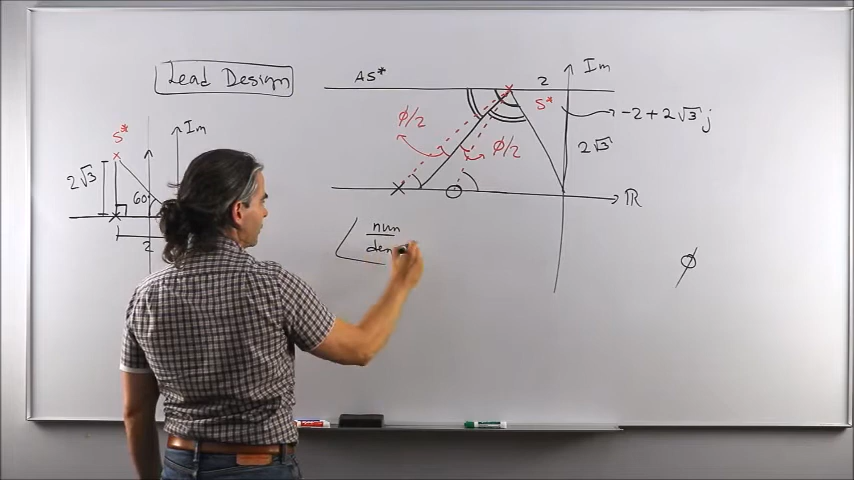 Lead Design
AS*
2
Im
S*
-2 + 2√3 j
ϕ/2
2√3
ϕ/2
ℝ
S*
Im
2√3
60
2
∠ num
den
ϕ